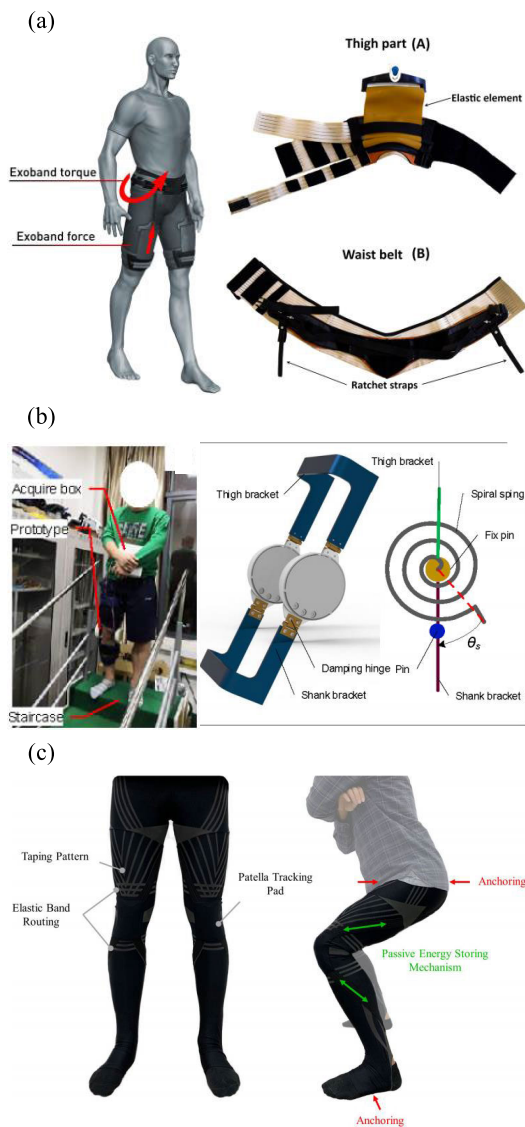 (a)
Thigh part (A)
Elastic element
Exoband torque
Exoband force
Waist belt (B)
Ratchet straps
(b)
Acquire box
Prototype
Staircase
Thigh bracket
Damping hinge
Shank bracket
Thigh bracket
Spiral sping
Fix pin
Pin
θs
Shank bracket
(c)
Taping Pattern
Elastic Band
Routing
Patella Tracking
Pad
Anchoring
Passive Energy Storing
Mechanism
Anchoring